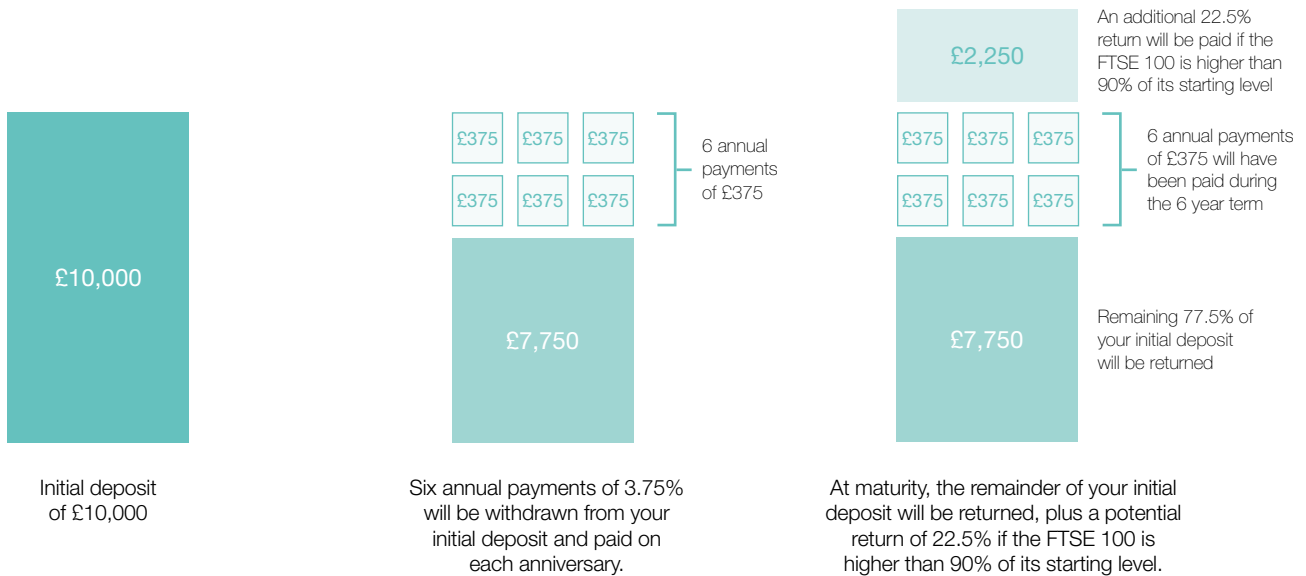 £10,000
Initial deposit
of £10,000
£375 £375 £375
£375 £375 £375
6 annual
payments
of £375
£7,750
Six annual payments of 3.75%
will be withdrawn from your
initial deposit and paid on
each anniversary.
£2,250
An additional 22.5%
return will be paid if the
FTSE 100 is higher than
90% of its starting level
£375 £375 £375
£375 £375 £375
6 annual payments
of £375 will have
been paid during
the 6 year term
£7,750
Remaining 77.5% of
your initial deposit
will be returned
At maturity, the remainder of your initial
deposit will be returned, plus a potential
return of 22.5% if the FTSE 100 is
higher than 90% of its starting level.